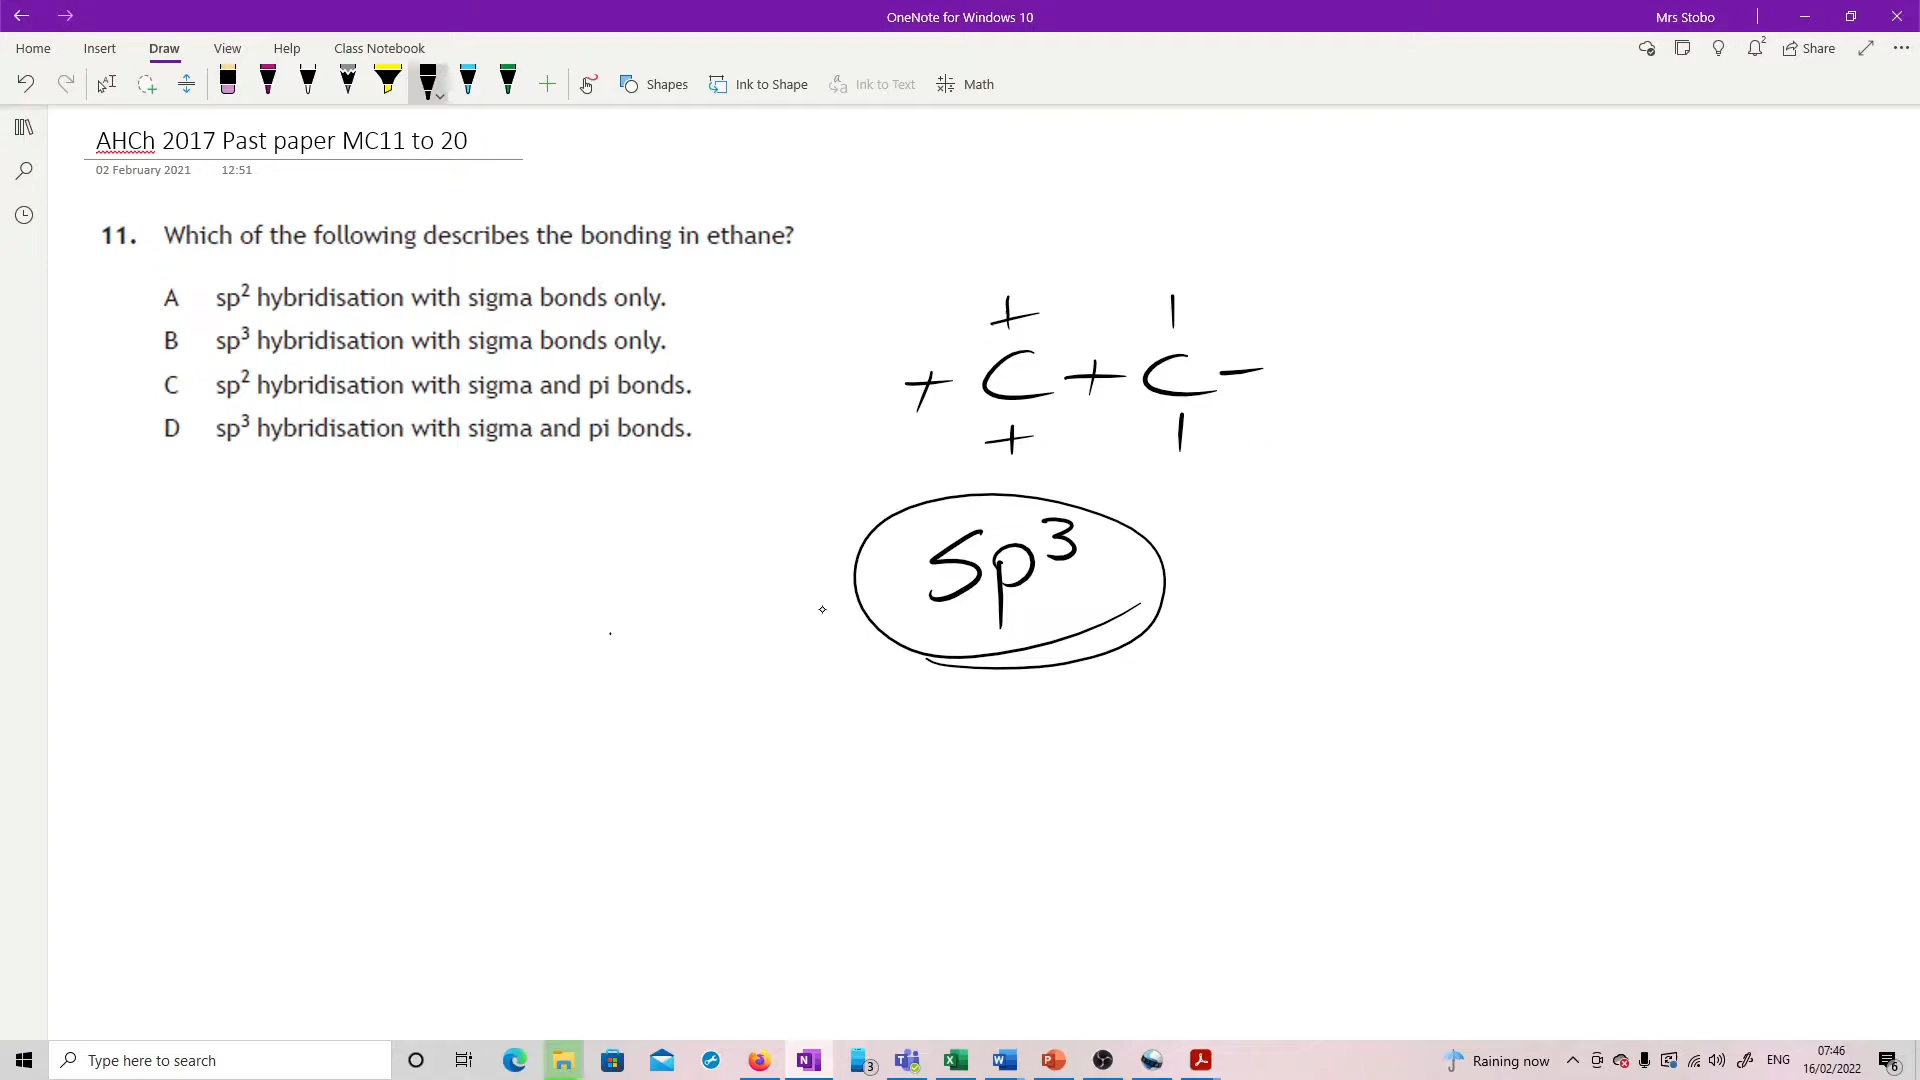 OneNote for Windows 10
Mrs Stobo
Home Insert Draw View Help Class Notebook
2
Share
Shapes Ink to Shape Ink to Text Math
AHCh 2017 Past paper MC11 to 20
02 February 2021 12:51
11. Which of the following describes the bonding in ethane?
A sp² hybridisation with sigma bonds only.
B sp³ hybridisation with sigma bonds only.
C sp² hybridisation with sigma and pi bonds.
D sp³ hybridisation with sigma and pi bonds.
C C
Sp³
Type here to search
3
Raining now
ENG
07:46
16/02/2022
6